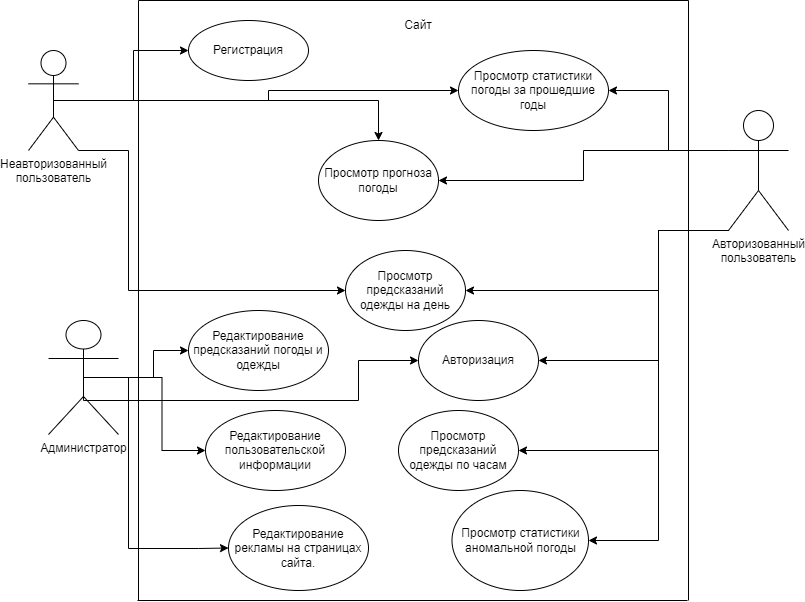 Сайт
Регистрация
Просмотр статистики
погоды за прошедшие
годы
Неавторизованный
пользователь
Просмотр прогноза
погоды
Авторизованный
пользователь
Просмотр
предсказаний
одежды на день
Редактирование
предсказаний погоды и
одежды
Авторизация
Администратор
Редактирование
пользовательской
информации
Просмотр
предсказаний
одежды по часам
Редактирование
рекламы на страницах
сайта.
Просмотр статистики
аномальной погоды